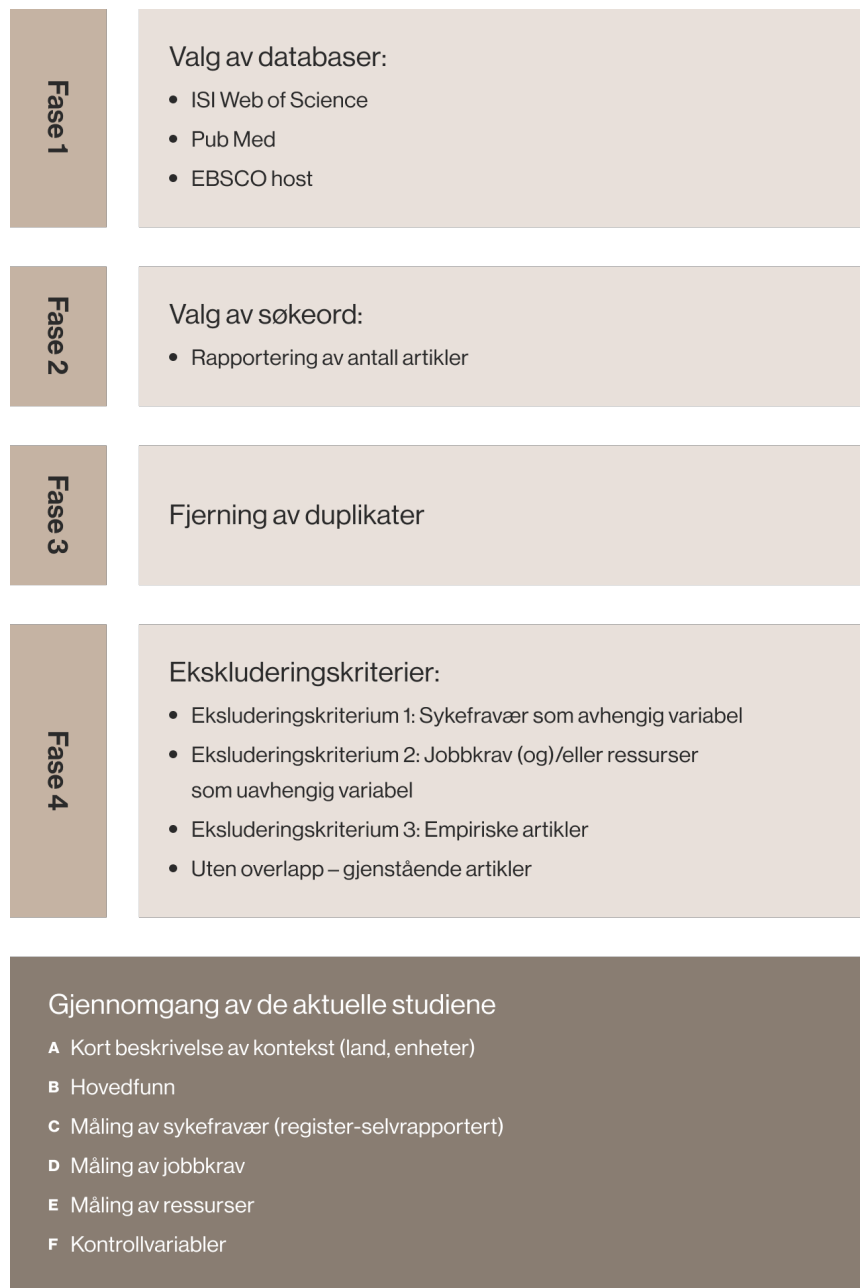 Fase 1
Valg av databaser:
• ISI Web of Science
• Pub Med
• EBSCO host
Fase 2
Valg av søkeord:
• Rapportering av antall artikler
Fase 3
Fjerning av duplikater
Fase 4
Ekskluderingskriterier:
• Eksluderingskriterium 1: Sykefravær som avhengig variabel
• Eksluderingskriterium 2: Jobbkrav (og)/eller ressurser
som uavhengig variabel
• Eksluderingskriterium 3: Empiriske artikler
• Uten overlapp – gjenstående artikler
Gjennomgang av de aktuelle studiene
A Kort beskrivelse av kontekst (land, enheter)
B Hovedfunn
C Måling av sykefravær (register-selvrapportert)
D Måling av jobbkrav
E Måling av ressurser
F Kontrollvariabler